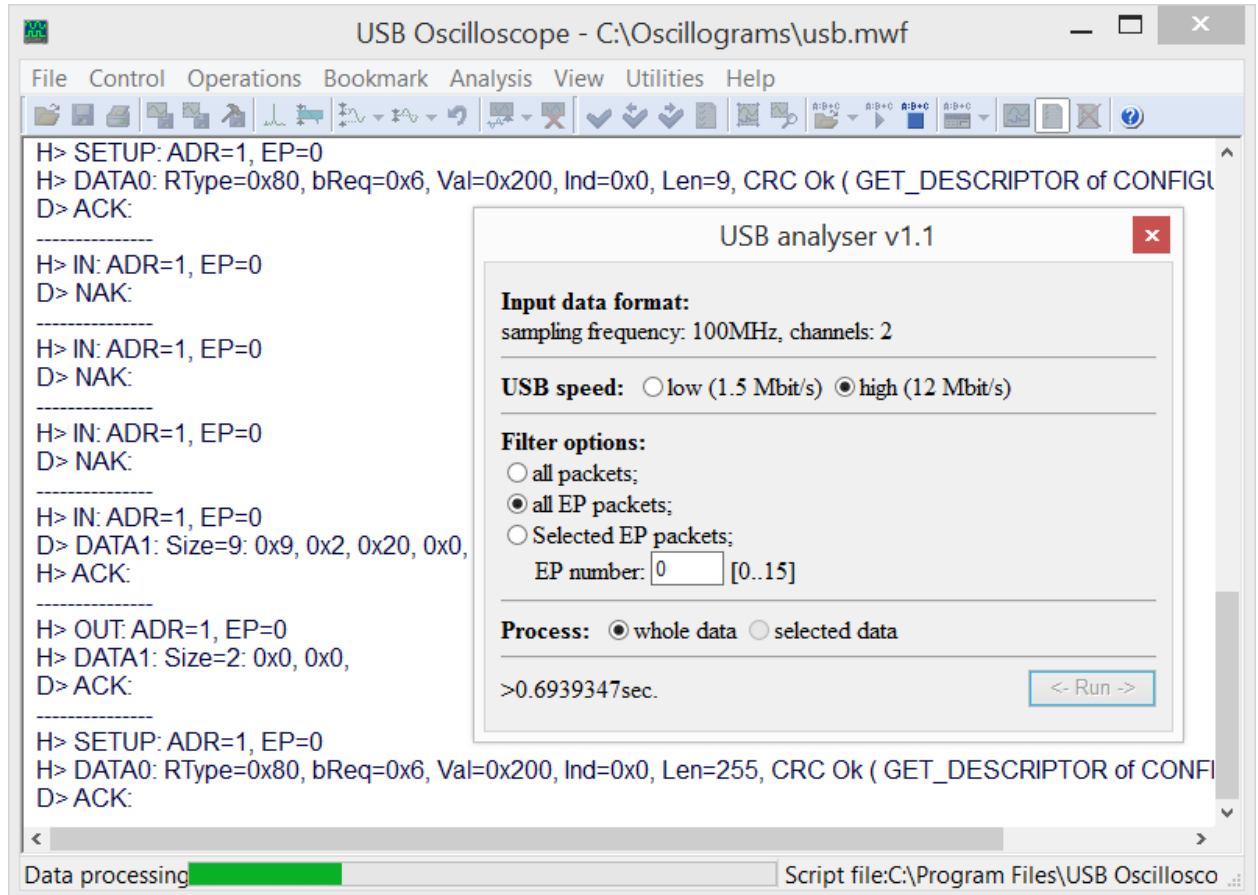 USB Oscilloscope - C:\Oscillograms\usb.mwf
File Control Operations Bookmark Analysis View Utilities Help
A:B+C A:B+C A:B+C A:B+C
H> SETUP: ADR=1, EP=0
H> DATA0: RType=0x80, bReq=0x6, Val=0x200, Ind=0x0, Len=9, CRC Ok ( GET_DESCRIPTOR of CONFIGU
D> ACK:
---------------
H> IN: ADR=1, EP=0
D> NAK:
---------------
H> IN: ADR=1, EP=0
D> NAK:
---------------
H> IN: ADR=1, EP=0
D> NAK:
---------------
H> IN: ADR=1, EP=0
D> DATA1: Size=9: 0x9, 0x2, 0x20, 0x0,
H> ACK:
---------------
H> OUT: ADR=1, EP=0
H> DATA1: Size=2: 0x0, 0x0,
D> ACK:
---------------
H> SETUP: ADR=1, EP=0
H> DATA0: RType=0x80, bReq=0x6, Val=0x200, Ind=0x0, Len=255, CRC Ok ( GET_DESCRIPTOR of CONFI
D> ACK:
USB analyser v1.1
Input data format:
sampling frequency: 100MHz, channels: 2
USB speed: low (1.5 Mbit/s) high (12 Mbit/s)
Filter options:
all packets;
all EP packets;
Selected EP packets;
EP number: 0 [0..15]
Process: whole data selected data
>0.6939347sec.
<- Run ->
Data processing
Script file:C:\Program Files\USB Oscillosco